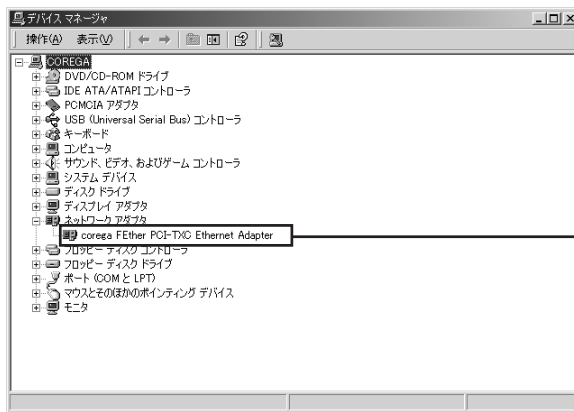 デバイス マネージャ
操作(A) 表示(V)
COREGA
DVD/CD-ROM ドライブ
IDE ATA/ATAPI コントローラ
PCMCIA アダプタ
USB (Universal Serial Bus) コントローラ
キーボード
コンピュータ
サウンド、ビデオ、およびゲーム コントローラ
システム デバイス
ディスク ドライブ
ディスプレイ アダプタ
ネットワーク アダプタ
corega FEther PCI-TXC Ethernet Adapter
フロッピー ディスク コントローラ
フロッピー ディスク ドライブ
ポート (COM と LPT)
マウスとそのほかのポインティング デバイス
モニタ